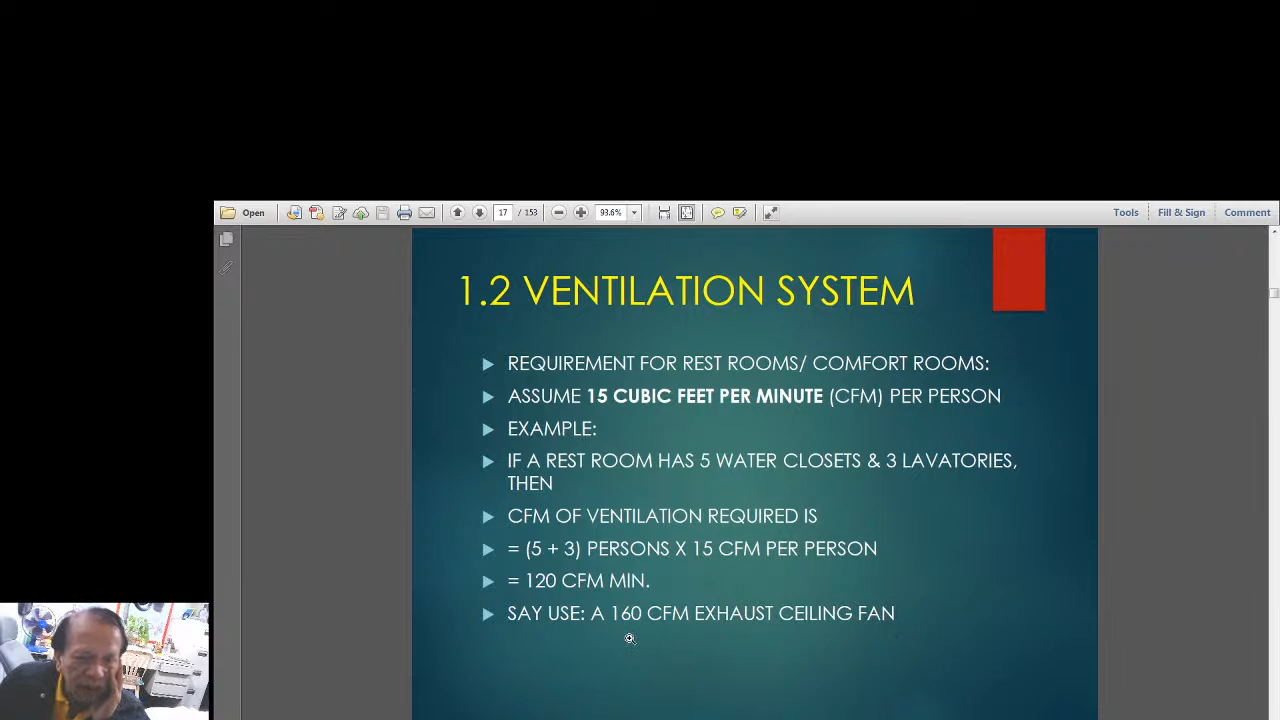 Open
17
/ 153
93.6%
Tools
Fill & Sign
Comment
1.2 VENTILATION SYSTEM
REQUIREMENT FOR REST ROOMS/ COMFORT ROOMS:
ASSUME 15 CUBIC FEET PER MINUTE (CFM) PER PERSON
EXAMPLE:
IF A REST ROOM HAS 5 WATER CLOSETS & 3 LAVATORIES,
THEN
CFM OF VENTILATION REQUIRED IS
= (5 + 3) PERSONS X 15 CFM PER PERSON
= 120 CFM MIN.
SAY USE: A 160 CFM EXHAUST CEILING FAN